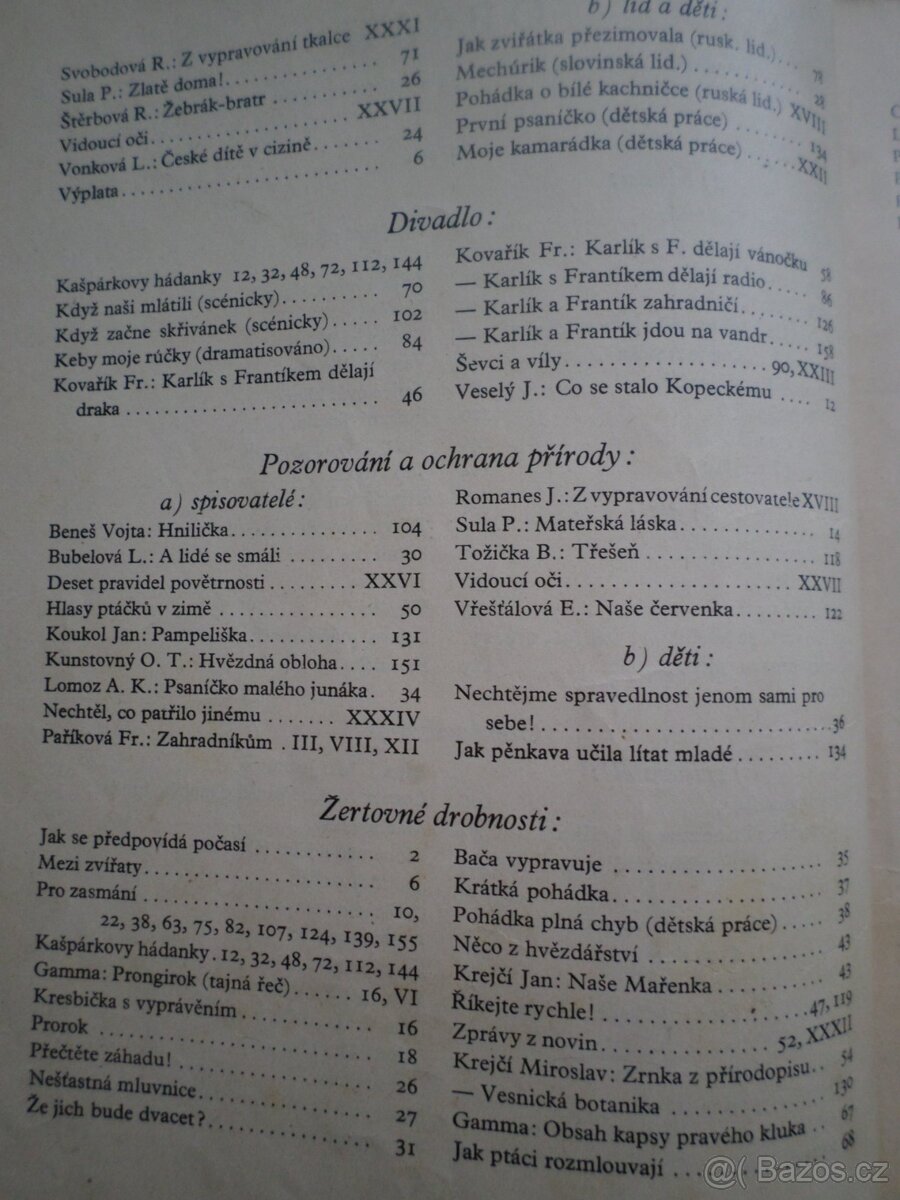 Svobodová R.: Z vypravování tkalce XXXI
Sula P.: Zlatě doma! 71
Štěrbová R.: Žebrák-bratr 26
Vidoucí oči XXVII
Vonková L.: České dítě v cizině 24
Výplata 6
b) lid a děti:
Jak zvířátka přezimovala (rusk. lid.) 78
Mechúrik (slovinská lid.) 28
Pohádka o bílé kachničce (ruská lid.) XVIII
První psaníčko (dětská práce) 134
Moje kamarádka (dětská práce) XXII
Divadlo:
Kašpárkovy hádanky 12, 32, 48, 72, 112, 144
Když naši mlátili (scénicky) 70
Když začne skřivánek (scénicky) 102
Keby moje rúčky (dramatisováno) 84
Kovařík Fr.: Karlík s Frantíkem dělají
draka 46
Kovařík Fr.: Karlík s F. dělají vánočku 58
— Karlík s Frantíkem dělají radio 86
— Karlík a Frantík zahradničí 126
— Karlík a Frantík jdou na vandr 158
Ševci a víly 90, XXIII
Veselý J.: Co se stalo Kopeckému 12
Pozorování a ochrana přírody:
a) spisovatelé:
Beneš Vojta: Hnilička 104
Bubelová L.: A lidé se smáli 30
Deset pravidel povětrnosti XXVI
Hlasy ptáčků v zimě 50
Koukol Jan: Pampeliška 131
Kunstovný O. T.: Hvězdná obloha 151
Lomoz A. K.: Psaníčko malého junáka 34
Nechtěl, co patřilo jinému XXXIV
Paříková Fr.: Zahradníkům . III, VIII, XII
Romanes J.: Z vypravování cestovatele XVIII
Sula P.: Mateřská láska 14
Tožička B.: Třešeň 118
Vidoucí oči XXVII
Vřešťálová E.: Naše červenka 122
b) děti:
Nechtějme spravedlnost jenom sami pro
sebe! 36
Jak pěnkava učila lítat mladé 134
Žertovné drobnosti:
Jak se předpovídá počasí 2
Mezi zvířaty 6
Pro zasmání 10,
22, 38, 63, 75, 82, 107, 124, 139, 155
Kašpárkovy hádanky . 12, 32, 48, 72, 112, 144
Gamma: Prongirok (tajná řeč) 16, VI
Kresbička s vyprávěním 16
Prorok 18
Přečtěte záhadu! 26
Nešťastná mluvnice 27
Že jich bude dvacet? 31
Bača vypravuje 35
Krátká pohádka 37
Pohádka plná chyb (dětská práce) 38
Něco z hvězdářství 43
Krejčí Jan: Naše Mařenka 43
Říkejte rychle! 47, 119
Zprávy z novin 52, XXXII
Krejčí Miroslav: Zrnka z přírodopisu 54
— Vesnická botanika 130
Gamma: Obsah kapsy pravého kluka 67
Jak ptáci rozmlouvají 68
@ Bazoš.cz